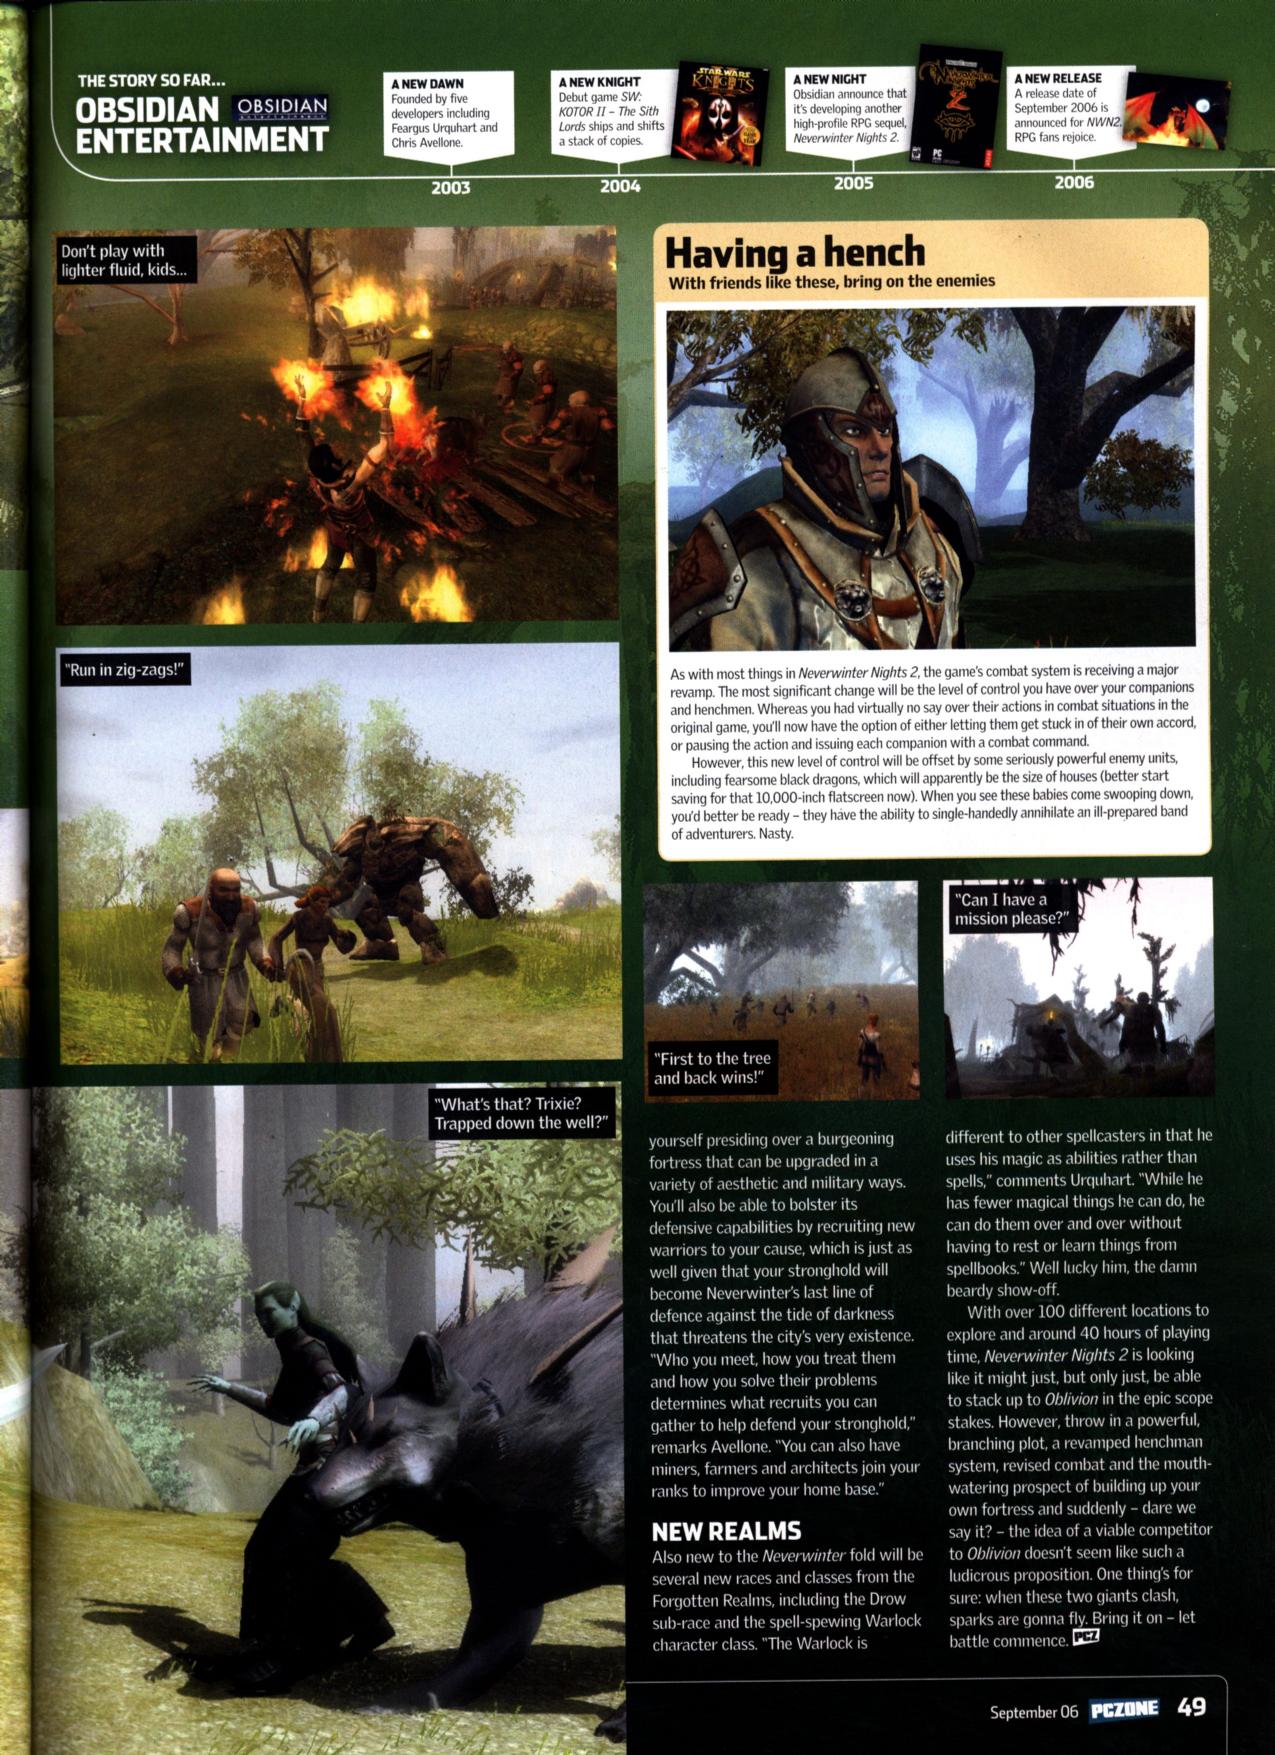 THE STORY SO FAR...
OBSIDIAN
ENTERTAINMENT
OBSIDIAN
entertainment
A NEW DAWN
Founded by five
developers including
Feargus Urquhart and
Chris Avellone.
2003
A NEW KNIGHT
Debut game SW:
KOTOR II – The Sith
Lords ships and shifts
a stack of copies.
2004
STAR WARS
KNIGHTS
A NEW NIGHT
Obsidian announce that
it's developing another
high-profile RPG sequel,
Neverwinter Nights 2.
2005
Neverwinter
2
PC
A NEW RELEASE
A release date of
September 2006 is
announced for NWN2.
RPG fans rejoice.
2006
Don't play with
lighter fluid, kids...
"Run in zig-zags!"
"What's that? Trixie?
Trapped down the well?"
Having a hench
With friends like these, bring on the enemies
As with most things in Neverwinter Nights 2, the game's combat system is receiving a major
revamp. The most significant change will be the level of control you have over your companions
and henchmen. Whereas you had virtually no say over their actions in combat situations in the
original game, you'll now have the option of either letting them get stuck in of their own accord,
or pausing the action and issuing each companion with a combat command.
However, this new level of control will be offset by some seriously powerful enemy units,
including fearsome black dragons, which will apparently be the size of houses (better start
saving for that 10,000-inch flatscreen now). When you see these babies come swooping down,
you'd better be ready – they have the ability to single-handedly annihilate an ill-prepared band
of adventurers. Nasty.
"First to the tree
and back wins!"
"Can I have a
mission please?"
yourself presiding over a burgeoning
fortress that can be upgraded in a
variety of aesthetic and military ways.
You'll also be able to bolster its
defensive capabilities by recruiting new
warriors to your cause, which is just as
well given that your stronghold will
become Neverwinter's last line of
defence against the tide of darkness
that threatens the city's very existence.
"Who you meet, how you treat them
and how you solve their problems
determines what recruits you can
gather to help defend your stronghold,"
remarks Avellone. "You can also have
miners, farmers and architects join your
ranks to improve your home base."
NEW REALMS
Also new to the Neverwinter fold will be
several new races and classes from the
Forgotten Realms, including the Drow
sub-race and the spell-spewing Warlock
character class. "The Warlock is
different to other spellcasters in that he
uses his magic as abilities rather than
spells," comments Urquhart. "While he
has fewer magical things he can do, he
can do them over and over without
having to rest or learn things from
spellbooks." Well lucky him, the damn
beardy show-off.
With over 100 different locations to
explore and around 40 hours of playing
time, Neverwinter Nights 2 is looking
like it might just, but only just, be able
to stack up to Oblivion in the epic scope
stakes. However, throw in a powerful,
branching plot, a revamped henchman
system, revised combat and the mouth-
watering prospect of building up your
own fortress and suddenly – dare we
say it? – the idea of a viable competitor
to Oblivion doesn't seem like such a
ludicrous proposition. One thing's for
sure: when these two giants clash,
sparks are gonna fly. Bring it on – let
battle commence. PCZ
September 06 PCZONE 49